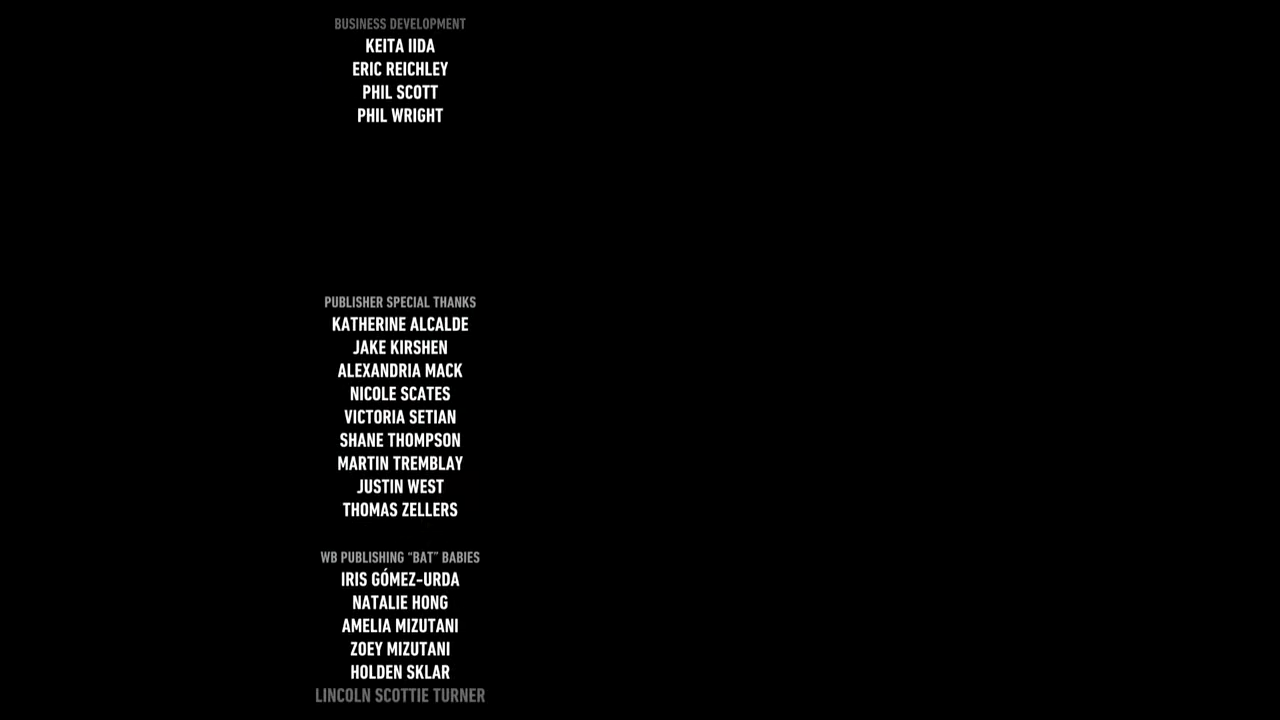 BUSINESS DEVELOPMENT
KEITA IIDA
ERIC REICHLEY
PHIL SCOTT
PHIL WRIGHT
PUBLISHER SPECIAL THANKS
KATHERINE ALCALDE
JAKE KIRSHEN
ALEXANDRIA MACK
NICOLE SCATES
VICTORIA SETIAN
SHANE THOMPSON
MARTIN TREMBLAY
JUSTIN WEST
THOMAS ZELLERS
WB PUBLISHING “BAT” BABIES
IRIS GÓMEZ-URDA
NATALIE HONG
AMELIA MIZUTANI
ZOEY MIZUTANI
HOLDEN SKLAR
LINCOLN SCOTTIE TURNER